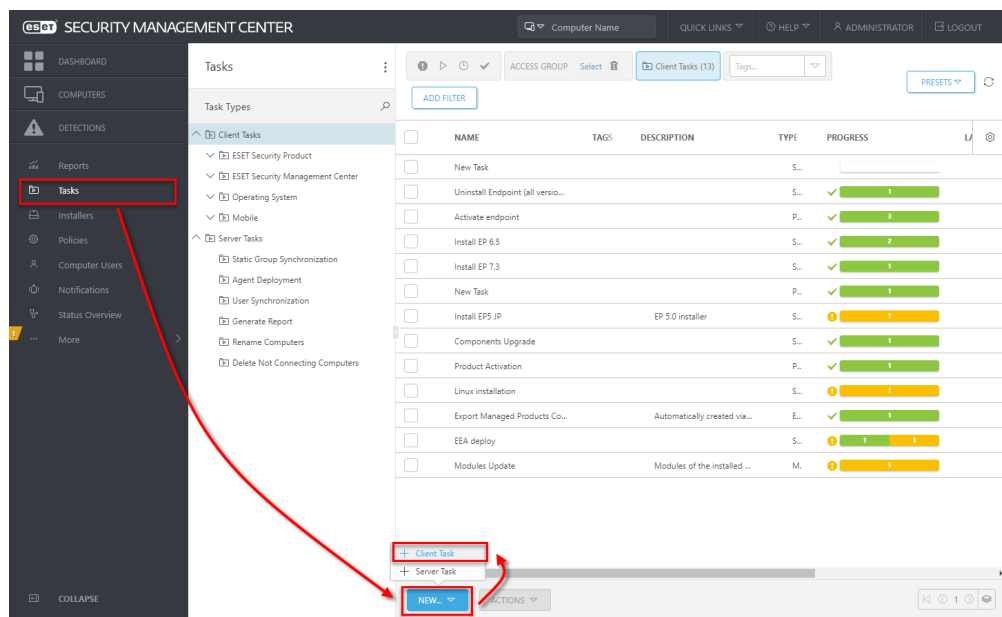 eset SECURITY MANAGEMENT CENTER
Computer Name
QUICK LINKS
HELP
ADMINISTRATOR
LOGOUT
DASHBOARD
COMPUTERS
DETECTIONS
Reports
Tasks
Installers
Policies
Computer Users
Notifications
Status Overview
More
COLLAPSE
Tasks
Task Types
Client Tasks
ESET Security Product
ESET Security Management Center
Operating System
Mobile
Server Tasks
Static Group Synchronization
Agent Deployment
User Synchronization
Generate Report
Rename Computers
Delete Not Connecting Computers
ACCESS GROUP Select
Client Tasks (13)
Tags...
PRESETS
ADD FILTER
NAME TAGS DESCRIPTION TYPE PROGRESS LA
New Task S...
Uninstall Endpoint (all versio... S... 1
Activate endpoint P... 3
Install EP 6.5 S... 2
Install EP 7.3 S... 1
New Task P... 1
Install EP5 JP EP 5.0 installer S... 1
Components Upgrade S... 1
Product Activation P... 1
Linux installation S... 1
Export Managed Products Co... Automatically created via... E... 1
EEA deploy S... 1 1
Modules Update Modules of the installed ... M. 5
+ Client Task
+ Server Task
NEW...
ACTIONS
1